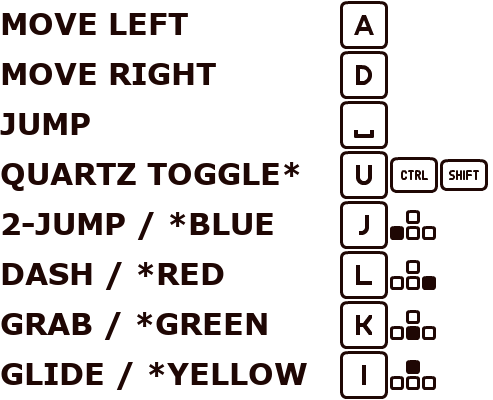 MOVE LEFT A
MOVE RIGHT D
JUMP
QUARTZ TOGGLE* U CTRL SHIFT
2-JUMP / *BLUE J
DASH / *RED L
GRAB / *GREEN K
GLIDE / *YELLOW I